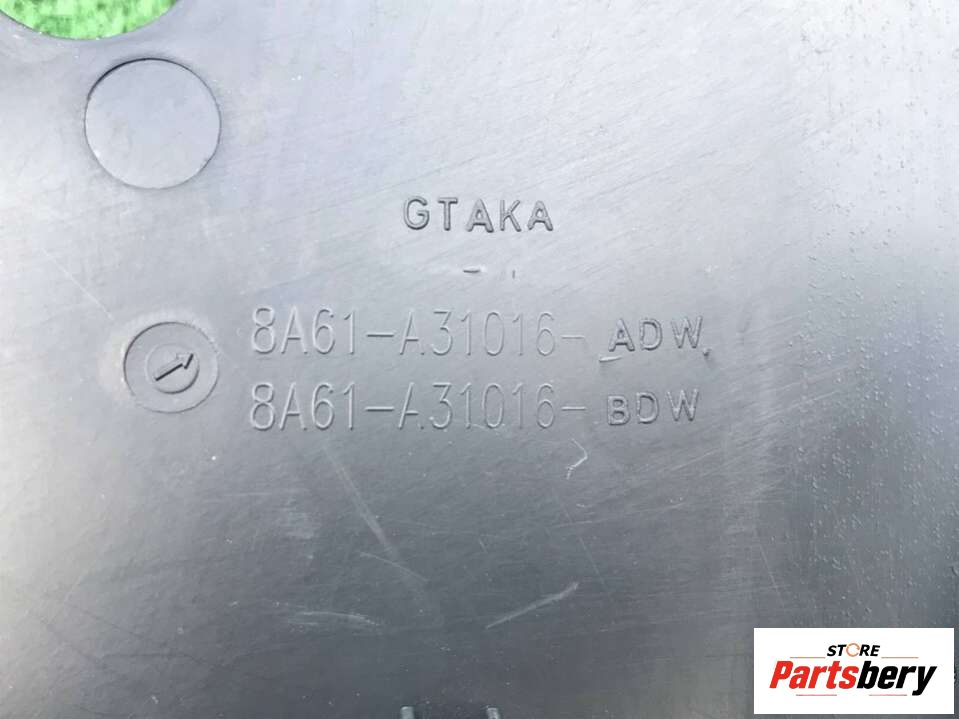 GTAKA
8A61-A31016-ADW
8A61-A31016-BDW
STORE
Partsbery